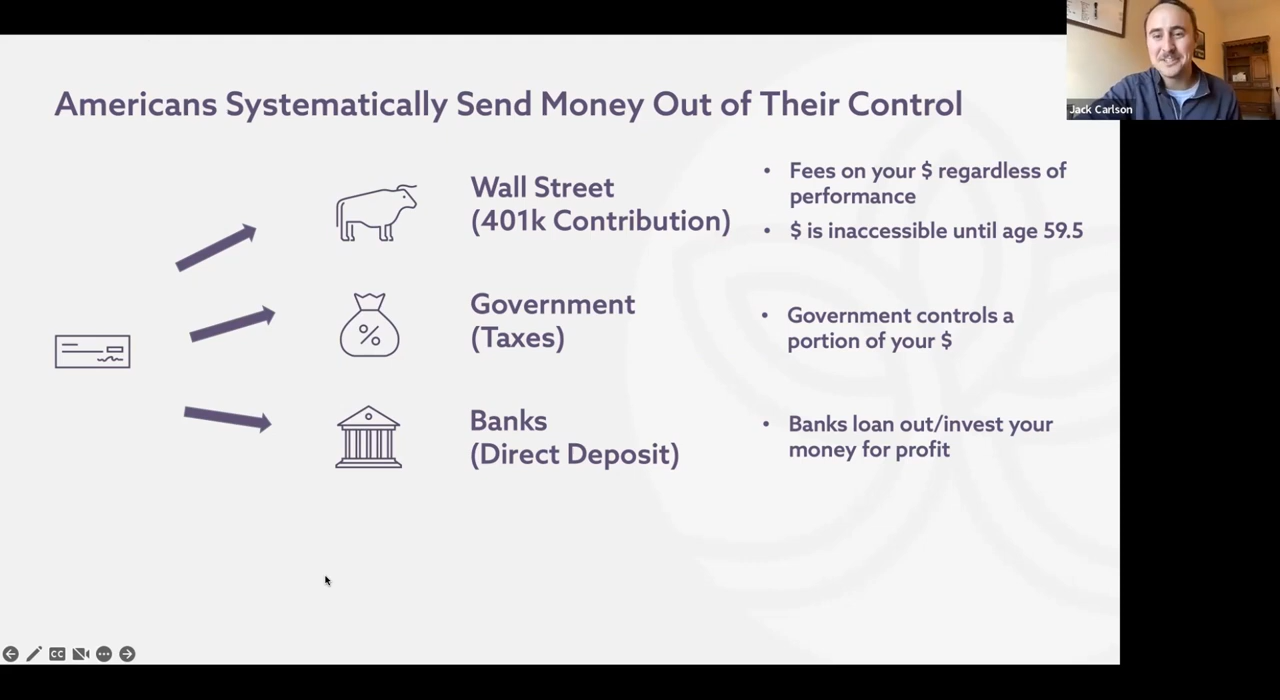 Americans Systematically Send Money Out of Their Control
Jack Carlson
Wall Street
(401k Contribution)
• Fees on your $ regardless of
performance
• $ is inaccessible until age 59.5
Government
(Taxes)
• Government controls a
portion of your $
%
Banks
(Direct Deposit)
• Banks loan out/invest your
money for profit
CC